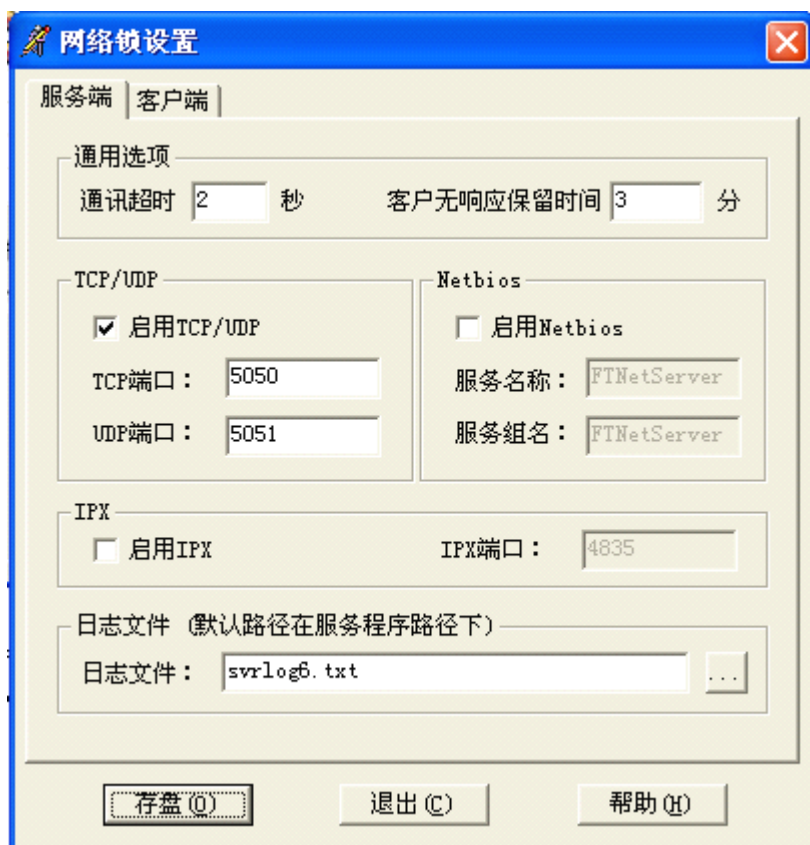 网络锁设置
服务端 客户端
通用选项
通讯超时 2 秒 客户无响应保留时间 3 分
TCP/UDP
启用TCP/UDP
TCP端口： 5050
UDP端口： 5051
Netbios
启用Netbios
服务名称： FTNetServer
服务组名： FTNetServer
IPX
启用IPX IPX端口： 4835
日志文件 (默认路径在服务程序路径下)
日志文件： svrlog6.txt ...
存盘(O) 退出(C) 帮助(H)